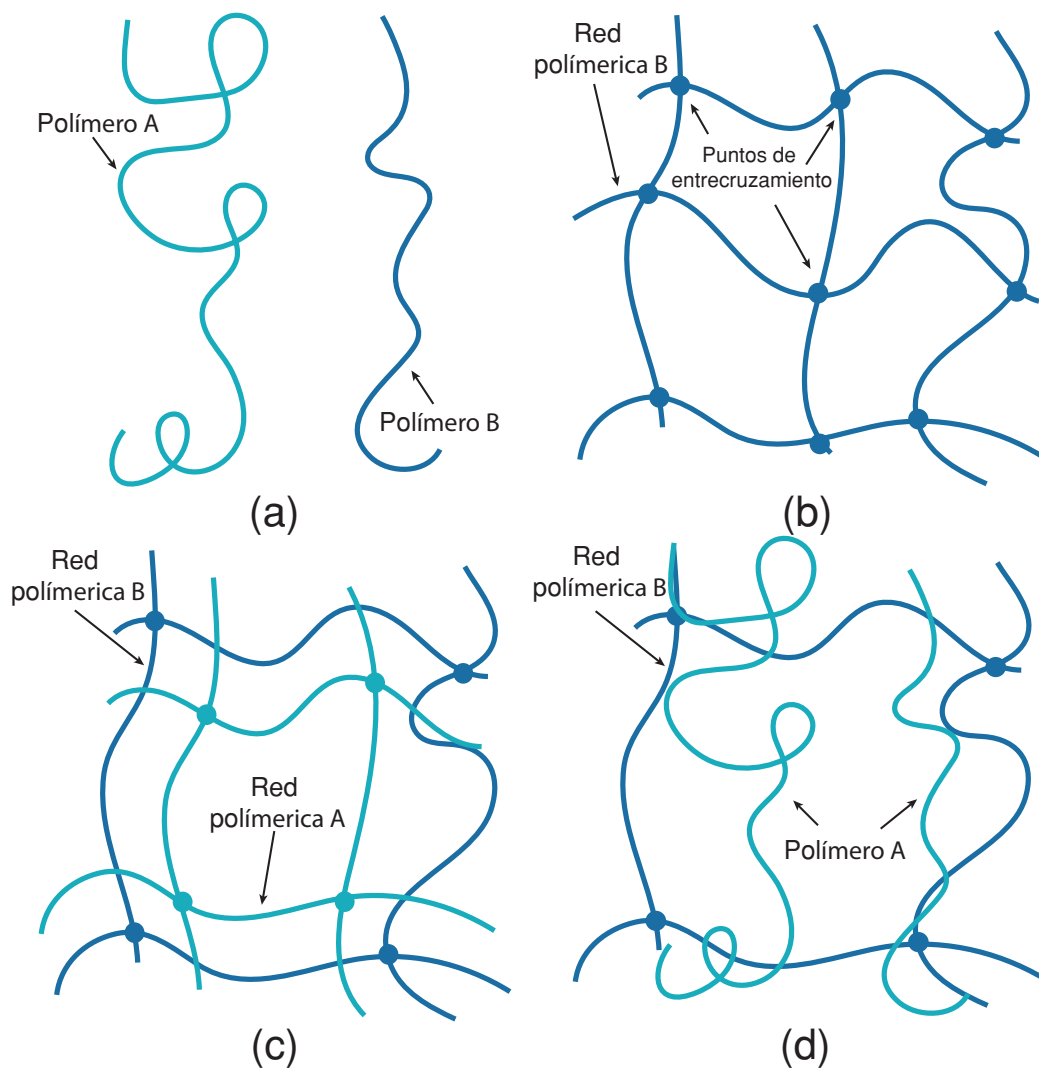 Polímero A
Polímero B
(a)
Red
polímerica B
Puntos de
entrecruzamiento
(b)
Red
polímerica B
Red
polímerica A
(c)
Red
polímerica B
Polímero A
(d)